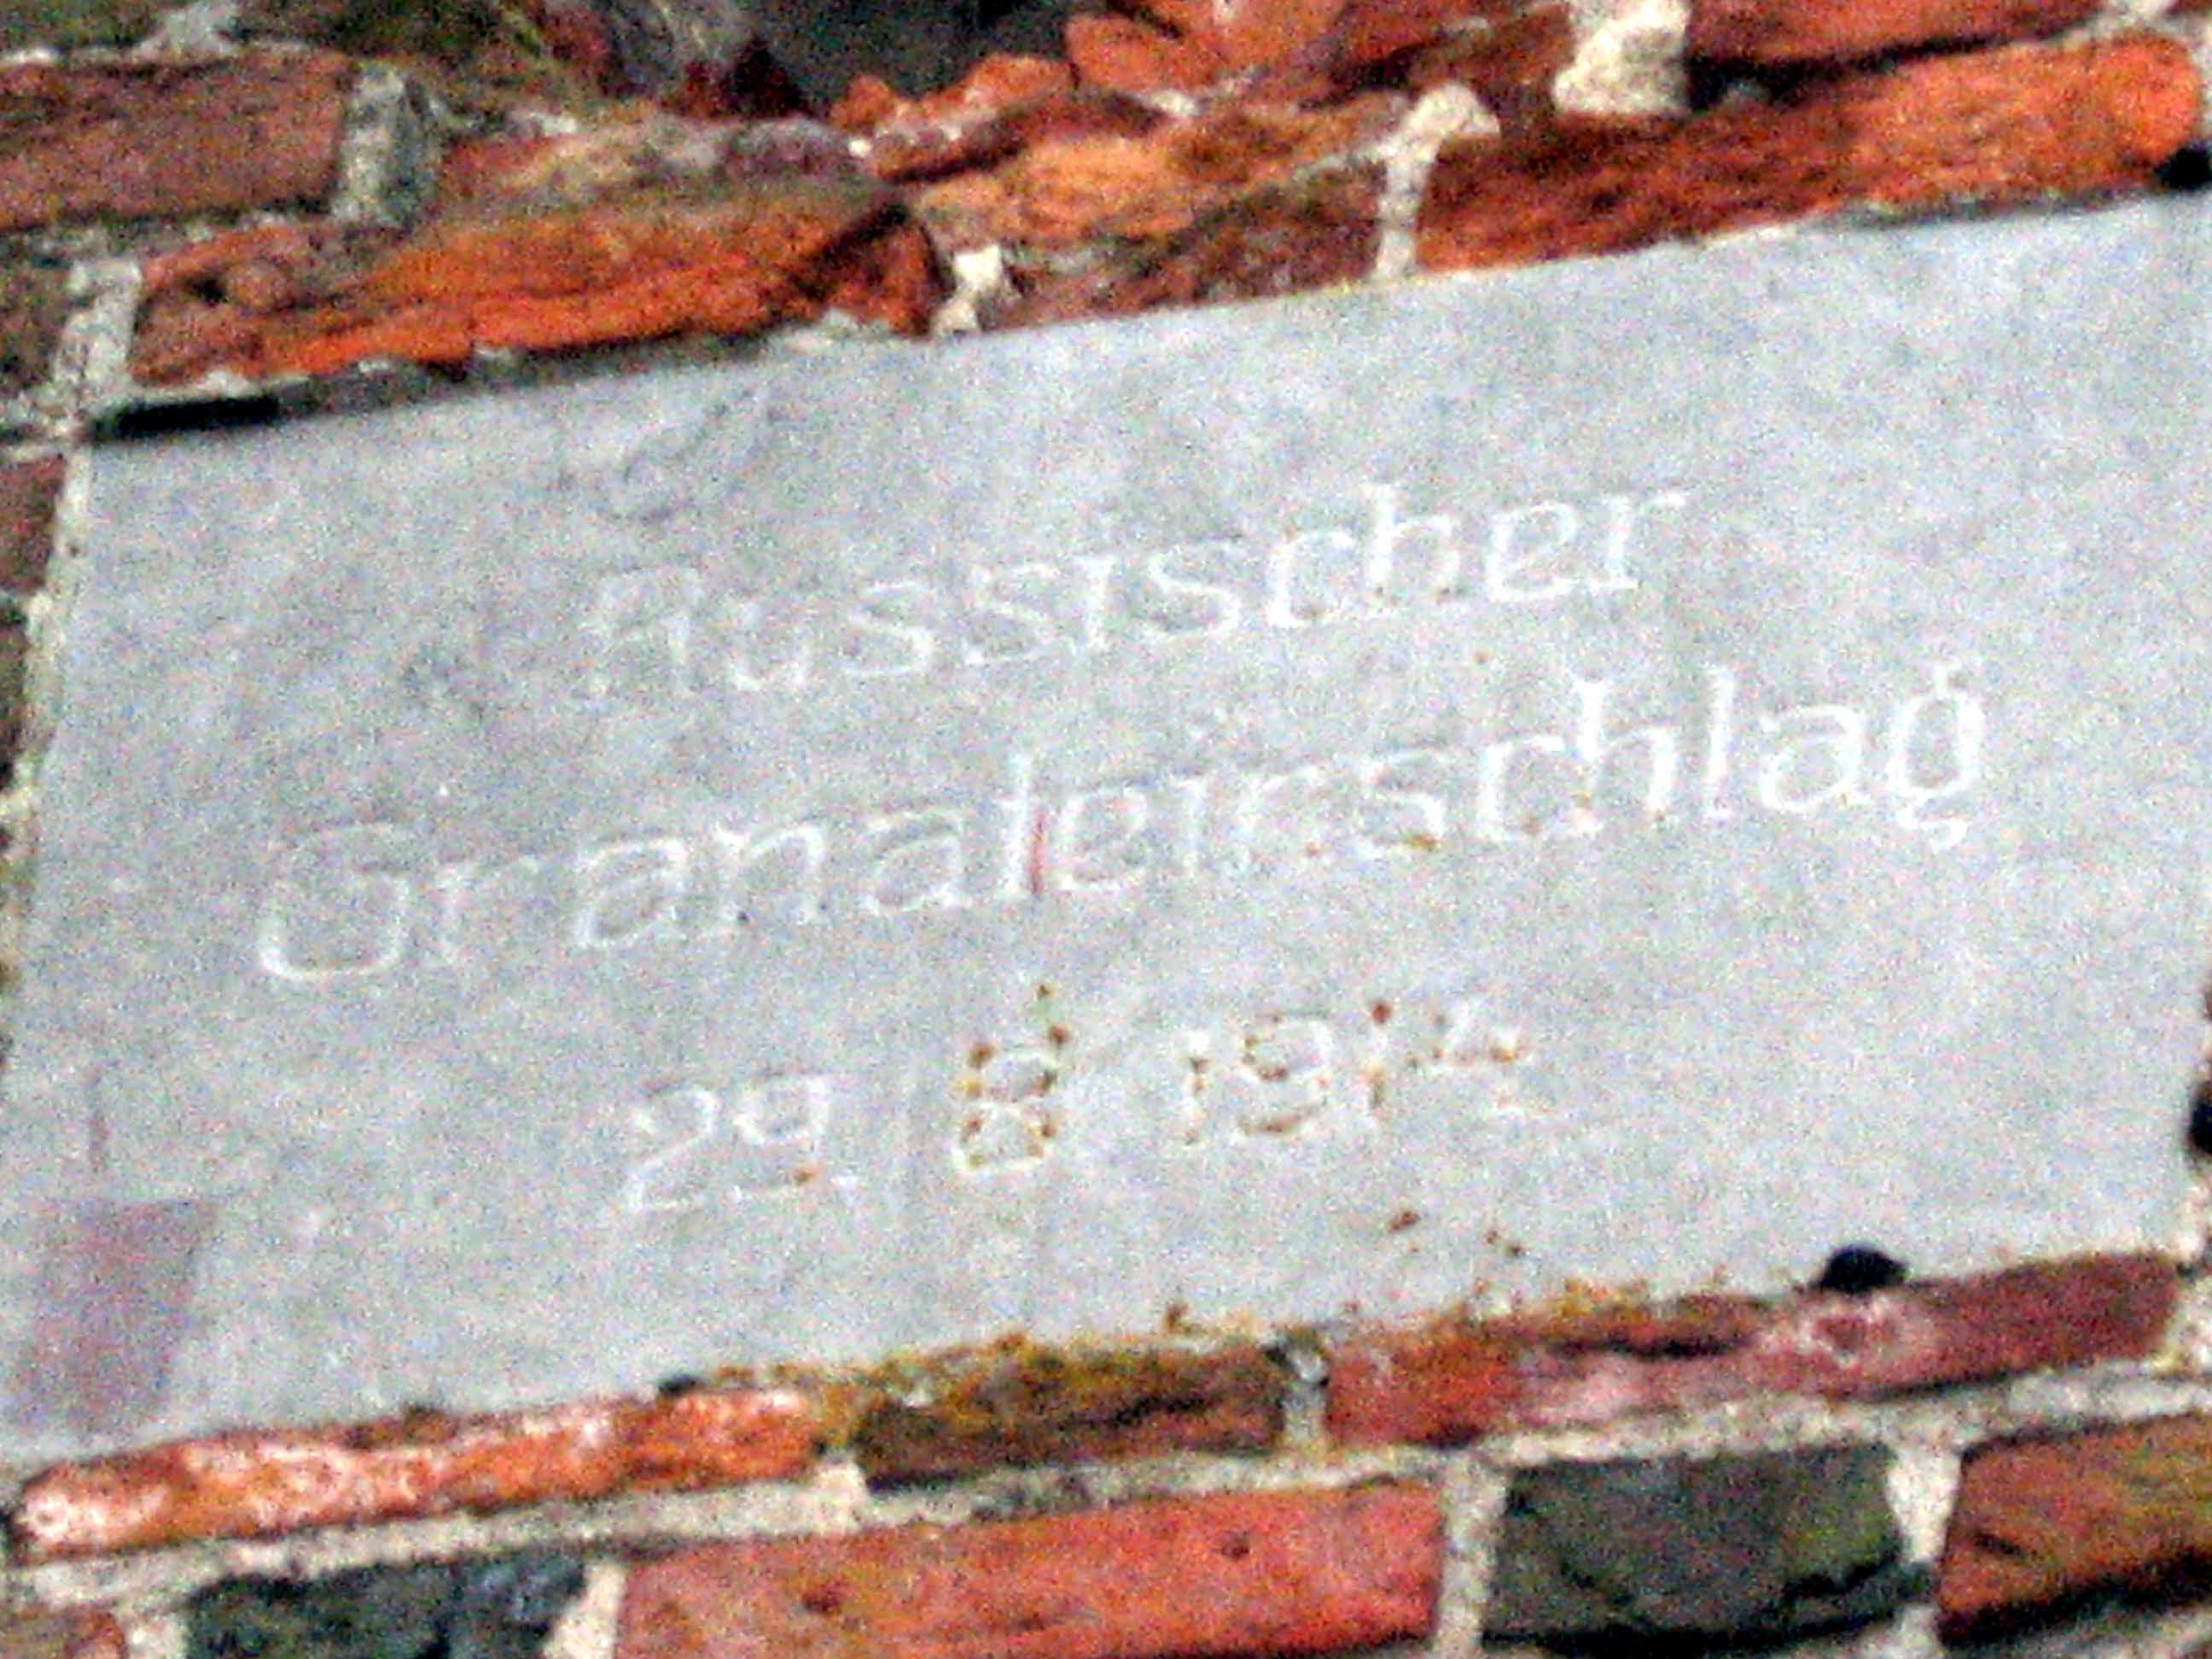 Russischer
Granateinschlag
29. 8. 1914